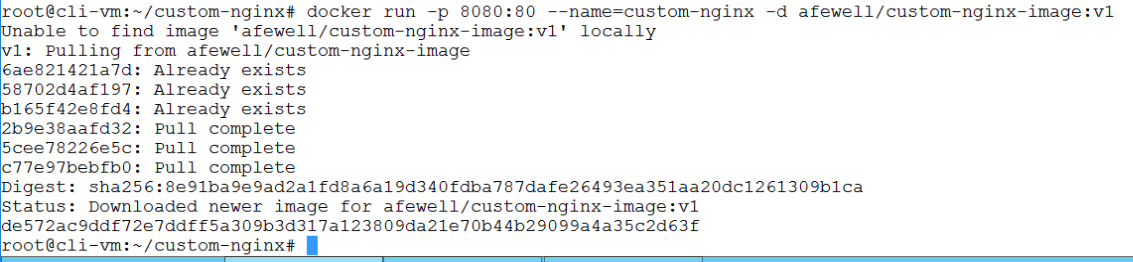 root@cli-vm:~/custom-nginx# docker run -p 8080:80 --name=custom-nginx -d afewell/custom-nginx-image:v1
Unable to find image 'afewell/custom-nginx-image:v1' locally
v1: Pulling from afewell/custom-nginx-image
6ae821421a7d: Already exists
58702d4af197: Already exists
b165f42e8fd4: Already exists
2b9e38aafd32: Pull complete
5cee78226e5c: Pull complete
c77e97bebfb0: Pull complete
Digest: sha256:8e91ba9e9ad2a1fd8a6a19d340fdba787dafe26493ea351aa20dc1261309b1ca
Status: Downloaded newer image for afewell/custom-nginx-image:v1
de572ac9ddf72e7ddff5a309b3d317a123809da21e70b44b29099a4a35c2d63f
root@cli-vm:~/custom-nginx#